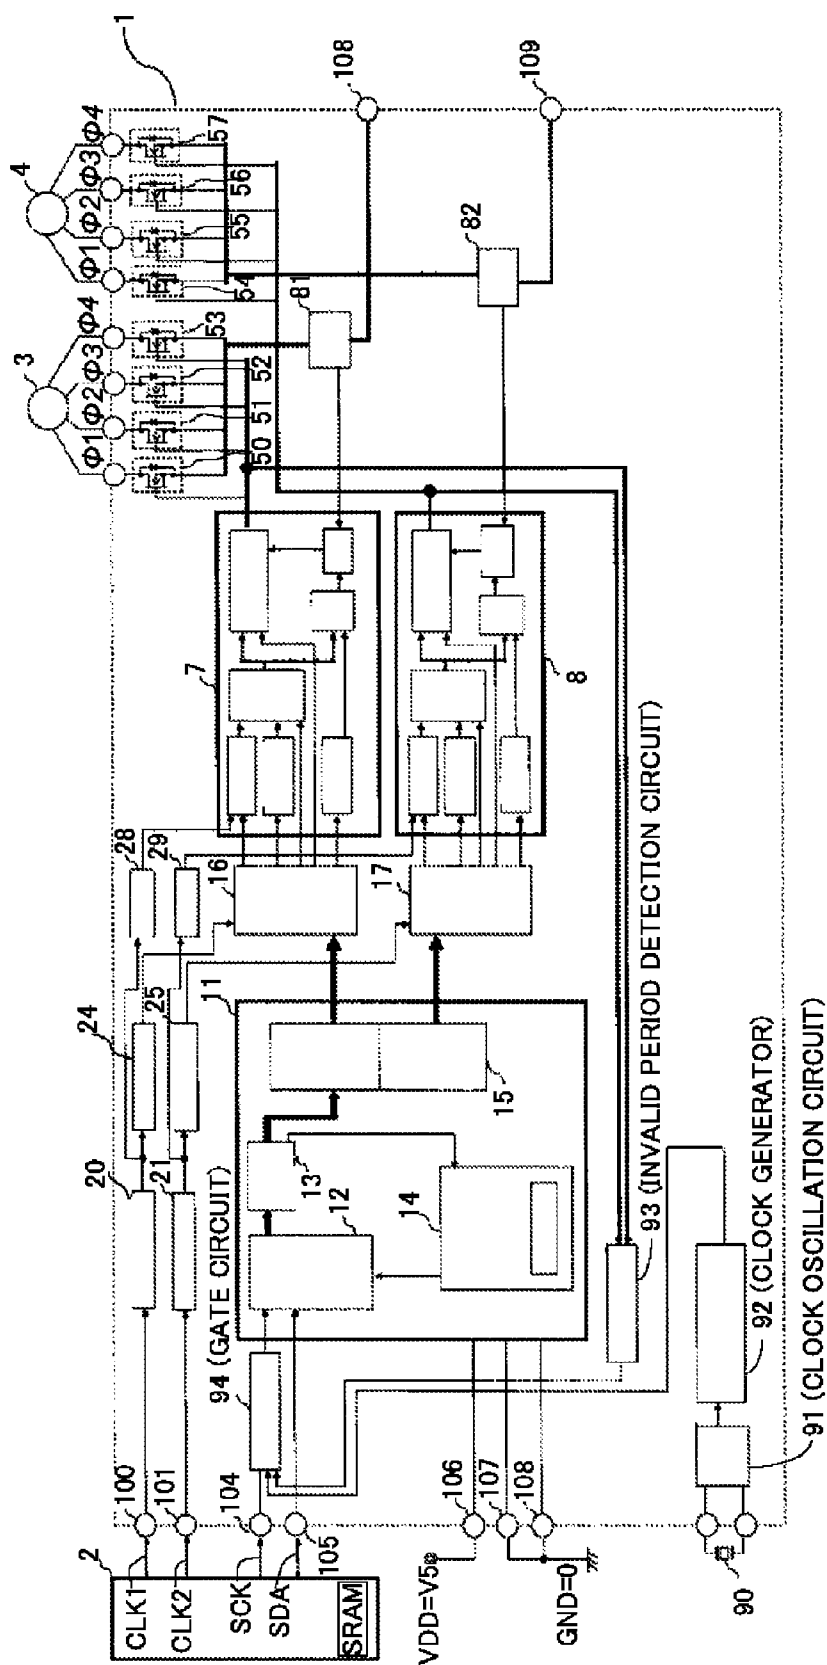 1
108
109
Φ4
Φ3
4
Φ2
Φ1
57
56
55
54
82
81
Φ4
Φ3
3
Φ2
Φ1
53
52
51
50
7
8
28
29
16
17
24
25
11
15
20
21
13
12
14
94 (GATE CIRCUIT)
93 (INVALID PERIOD DETECTION CIRCUIT)
92 (CLOCK GENERATOR)
91 (CLOCK OSCILLATION CIRCUIT)
90
100
101
104
105
106
107
108
2
CLK1
CLK2
SCK
SDA
SRAM
VDD=V5
GND=0